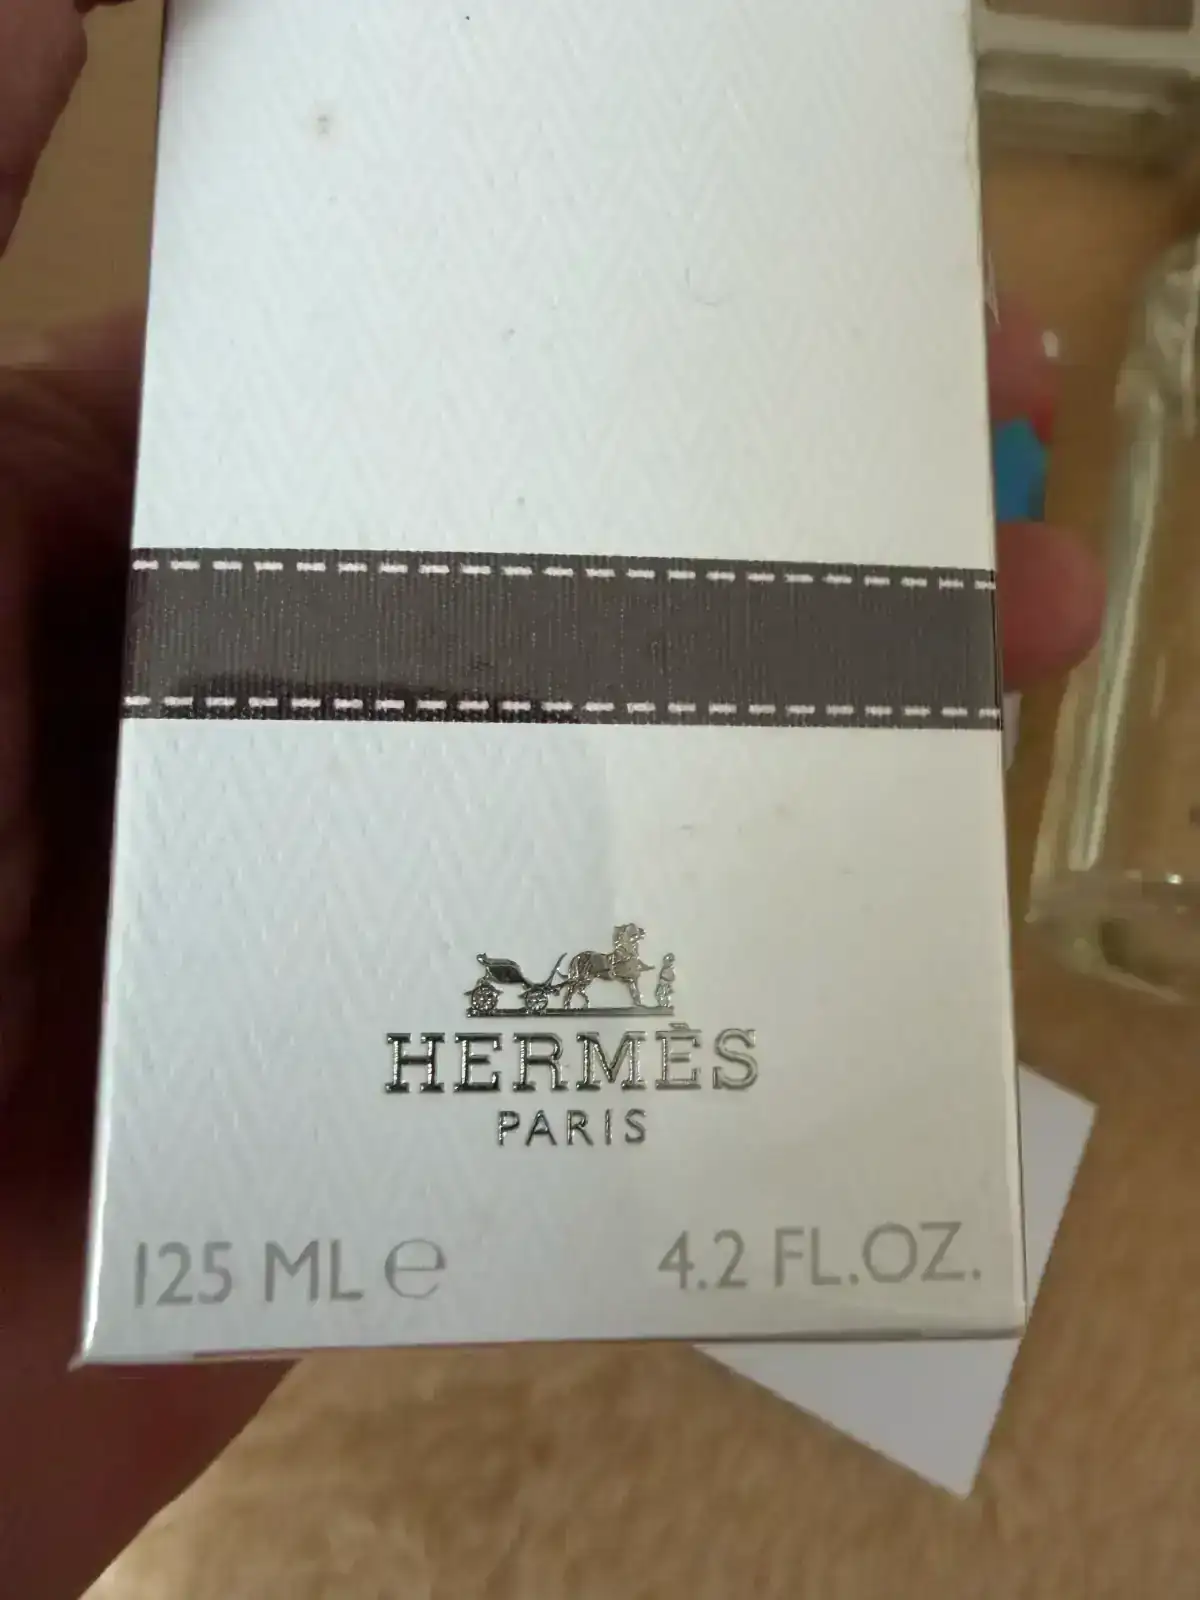 HERMÈS
PARIS
125 ML ℮ 4.2 FL.OZ.